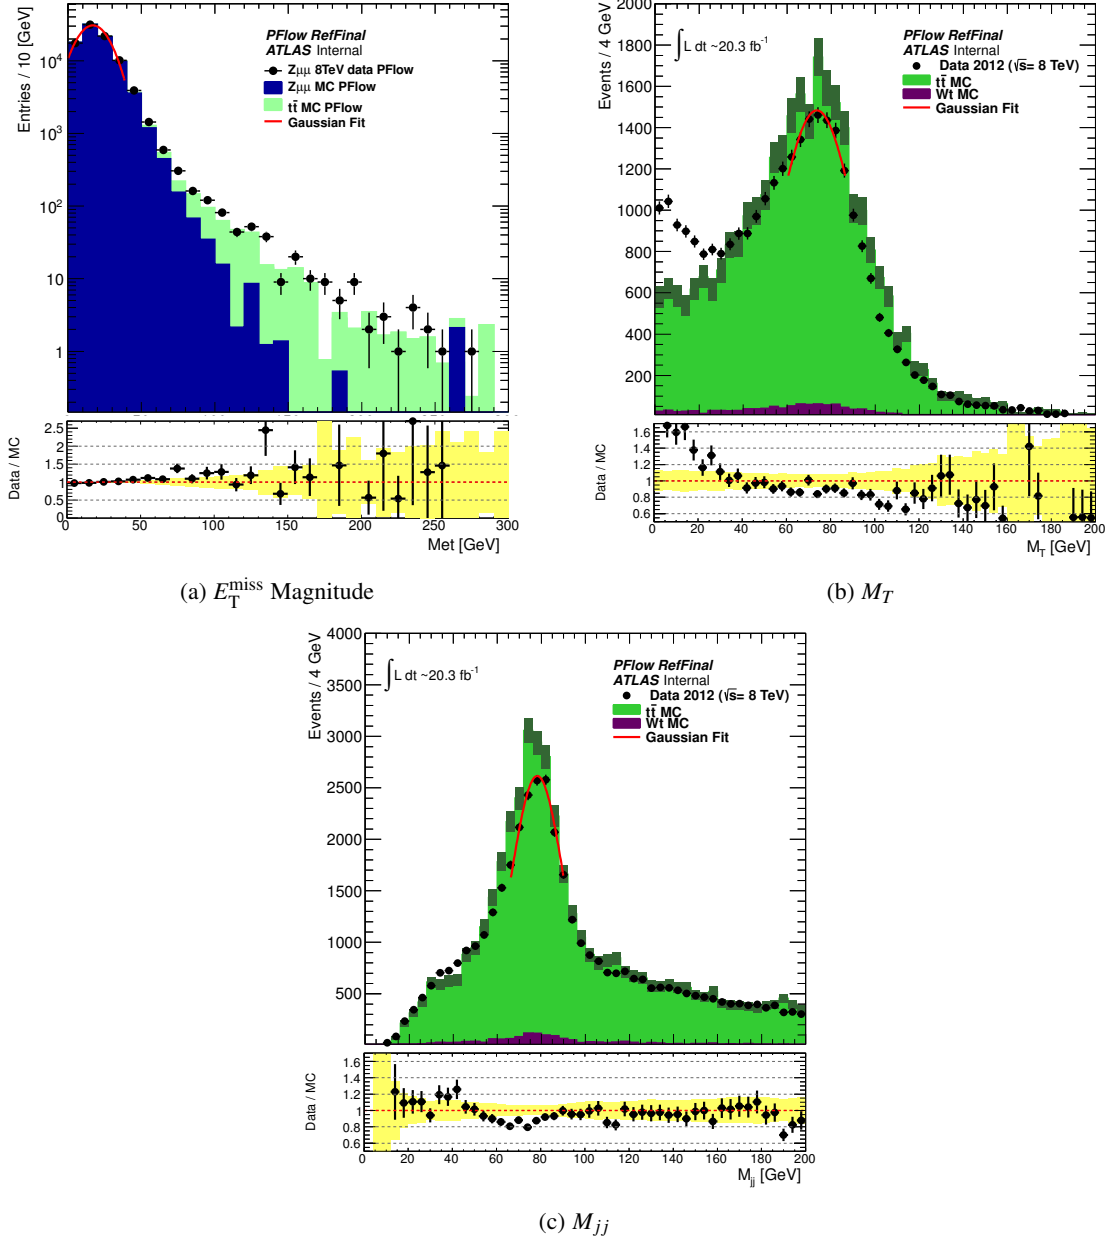 Entries / 10 [GeV]
10⁴
10³
10²
10
1
PFlow RefFinal
ATLAS Internal
Zμμ 8TeV data PFlow
Zμμ MC PFlow
tt̄ MC PFlow
Gaussian Fit
Data / MC
2.5
2
1.5
1
0.5
0
0 50 100 150 200 250 300
Met [GeV]
(a) E_T^miss Magnitude
Events / 4 GeV
2000
1800
1600
1400
1200
1000
800
600
400
200
∫ L dt ~20.3 fb⁻¹
PFlow RefFinal
ATLAS Internal
Data 2012 (√s= 8 TeV)
tt̄ MC
Wt MC
Gaussian Fit
Data / MC
1.6
1.4
1.2
1
0.8
0.6
0 20 40 60 80 100 120 140 160 180 200
M_T [GeV]
(b) M_T
Events / 4 GeV
4000
3500
3000
2500
2000
1500
1000
500
∫ L dt ~20.3 fb⁻¹
PFlow RefFinal
ATLAS Internal
Data 2012 (√s= 8 TeV)
tt̄ MC
Wt MC
Gaussian Fit
Data / MC
1.6
1.4
1.2
1
0.8
0.6
0 20 40 60 80 100 120 140 160 180 200
M_jj [GeV]
(c) M_jj